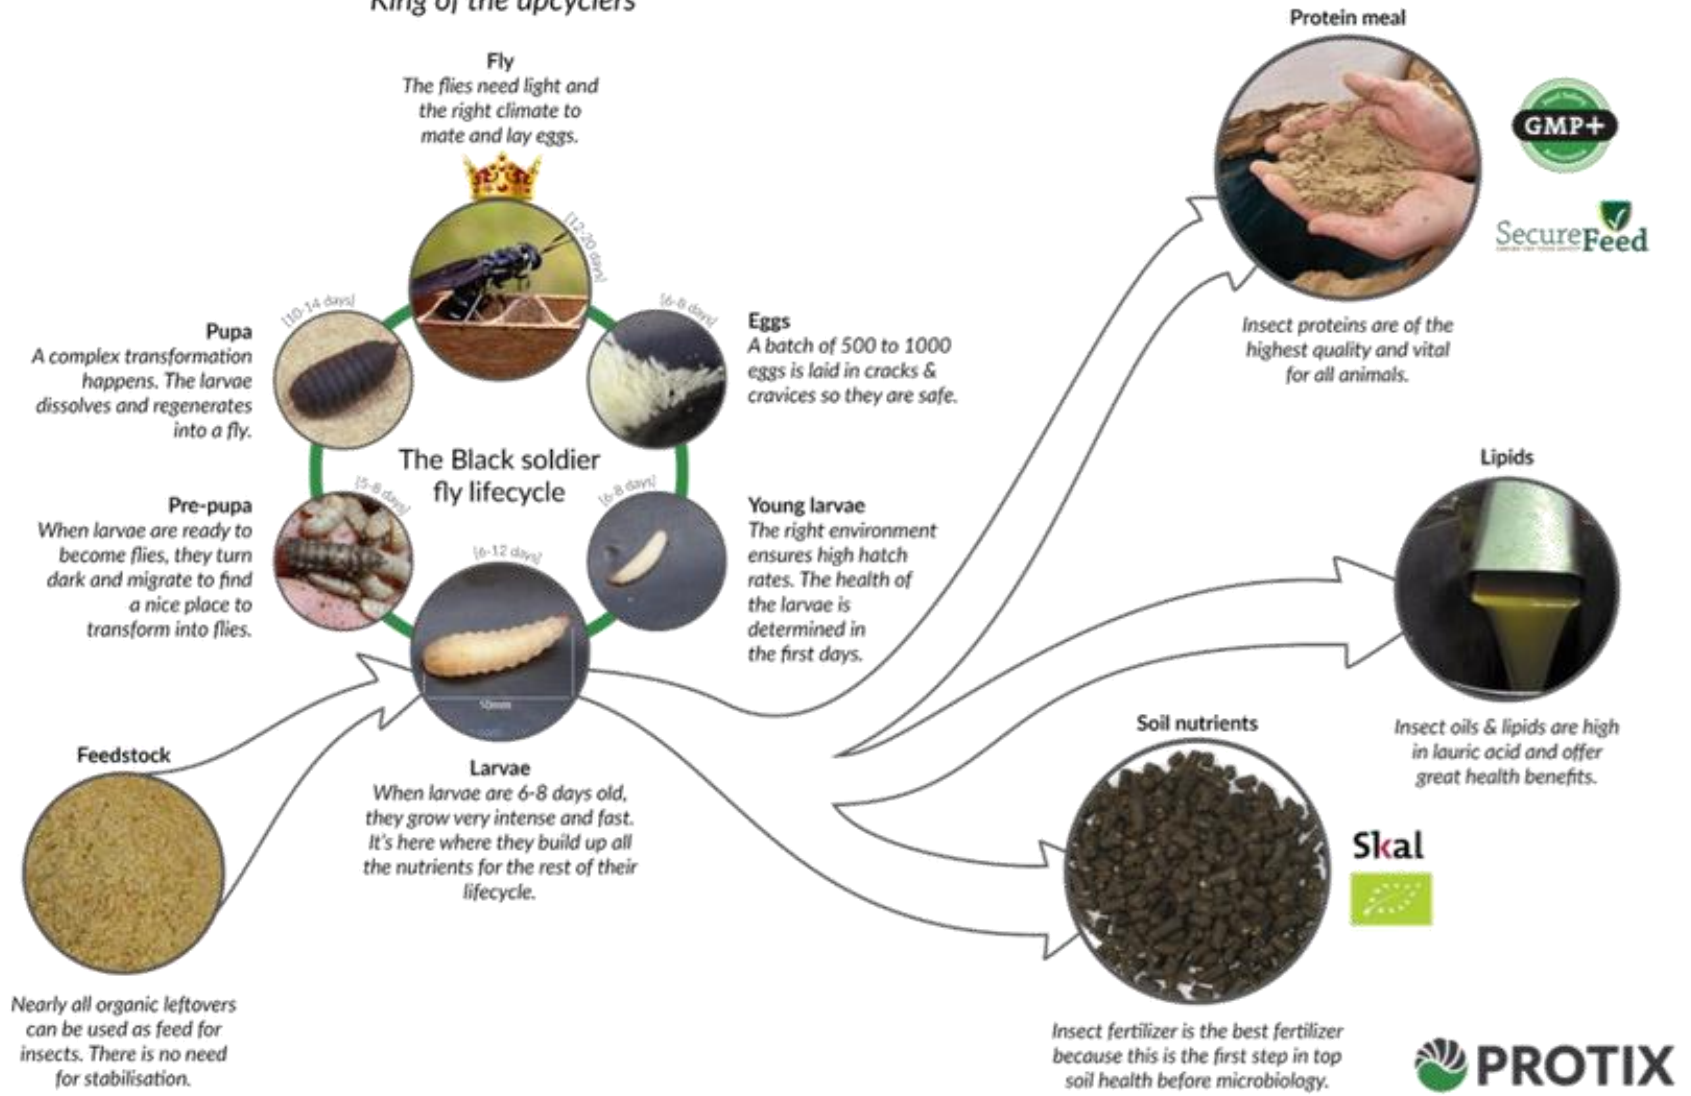 King of the upcyclers
Fly
The flies need light and
the right climate to
mate and lay eggs.
[12-20 days]
[10-14 days]
[6-8 days]
Pupa
A complex transformation
happens. The larvae
dissolves and regenerates
into a fly.
Eggs
A batch of 500 to 1000
eggs is laid in cracks &
cravices so they are safe.
The Black soldier
fly lifecycle
[5-8 days]
[6-8 days]
Pre-pupa
When larvae are ready to
become flies, they turn
dark and migrate to find
a nice place to
transform into flies.
Young larvae
The right environment
ensures high hatch
rates. The health of
the larvae is
determined in
the first days.
[6-12 days]
Larvae
When larvae are 6-8 days old,
they grow very intense and fast.
It's here where they build up all
the nutrients for the rest of their
lifecycle.
Feedstock
Nearly all organic leftovers
can be used as feed for
insects. There is no need
for stabilisation.
Protein meal
GMP+
SecureFeed
Insect proteins are of the
highest quality and vital
for all animals.
Lipids
Insect oils & lipids are high
in lauric acid and offer
great health benefits.
Soil nutrients
Skal
Insect fertilizer is the best fertilizer
because this is the first step in top
soil health before microbiology.
PROTIX